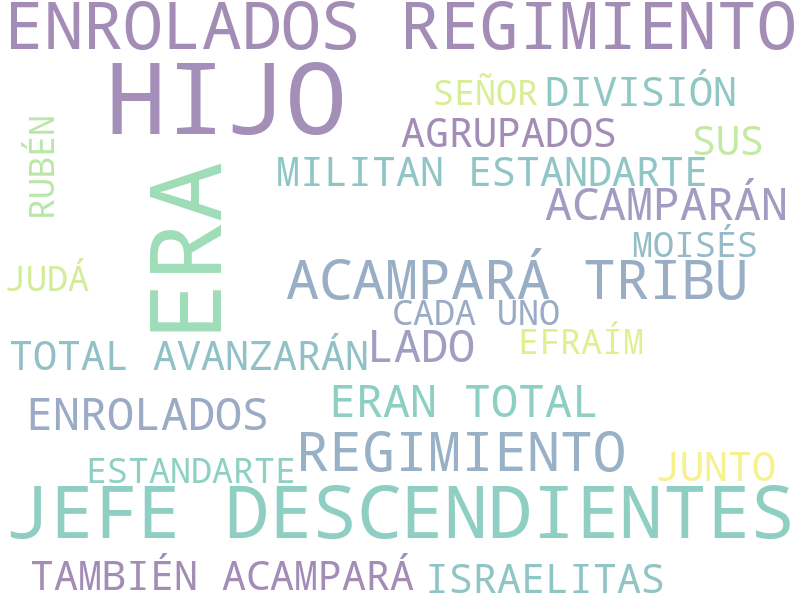 ENROLADOS REGIMIENTO
HIJO
SEÑOR
DIVISIÓN
RUBÉN
AGRUPADOS
SUS
MILITAN ESTANDARTE
ERA
ACAMPARÁN
MOISÉS
JUDÁ
ACAMPARÁ TRIBU
CADA UNO
TOTAL AVANZARÁN
LADO
EFRAÍM
ENROLADOS
ERAN TOTAL
REGIMIENTO
ESTANDARTE
JUNTO
JEFE DESCENDIENTES
TAMBIÉN ACAMPARÁ
ISRAELITAS